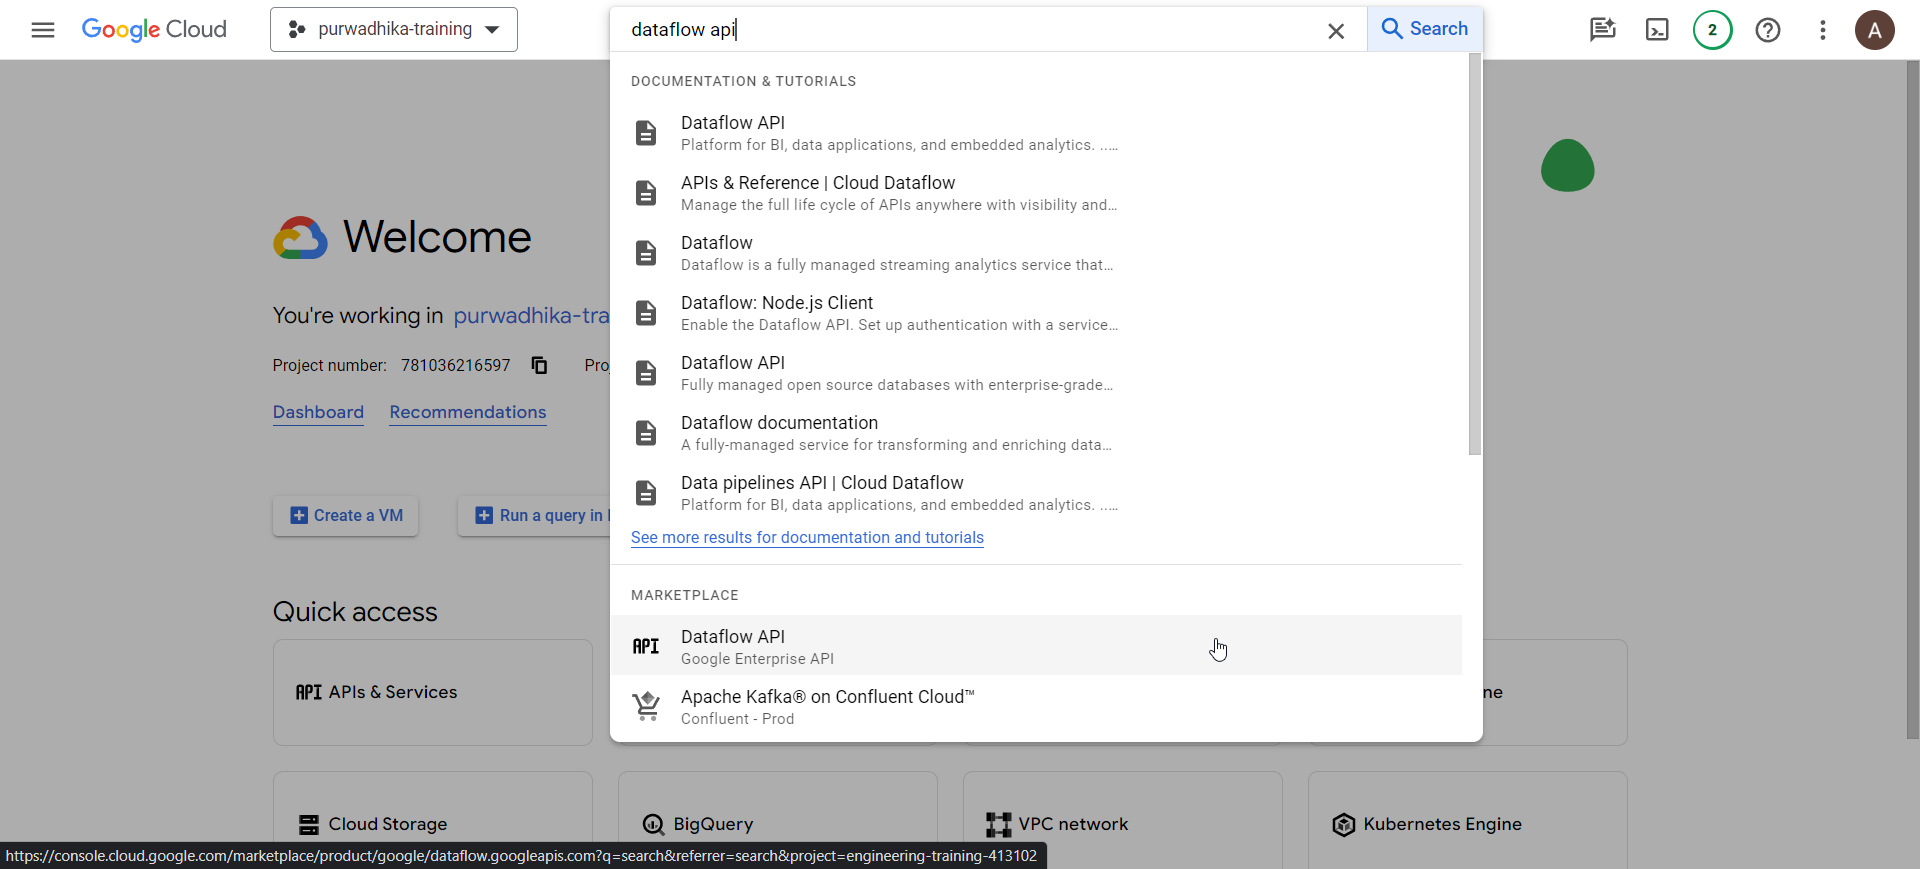 Google Cloud
purwadhika-training
dataflow api
Search
2
A
DOCUMENTATION & TUTORIALS
Dataflow API
Platform for BI, data applications, and embedded analytics. .....
APIs & Reference | Cloud Dataflow
Manage the full life cycle of APIs anywhere with visibility and...
Dataflow
Dataflow is a fully managed streaming analytics service that...
Dataflow: Node.js Client
Enable the Dataflow API. Set up authentication with a service...
Dataflow API
Fully managed open source databases with enterprise-grade...
Dataflow documentation
A fully-managed service for transforming and enriching data...
Data pipelines API | Cloud Dataflow
Platform for BI, data applications, and embedded analytics. .....
See more results for documentation and tutorials
MARKETPLACE
API
Dataflow API
Google Enterprise API
Apache Kafka® on Confluent Cloud™
Confluent - Prod
Welcome
You're working in purwadhika-tra
Project number: 781036216597
Pro
Dashboard
Recommendations
Create a VM
Run a query in
Quick access
API APIs & Services
ne
Cloud Storage
BigQuery
VPC network
Kubernetes Engine
https://console.cloud.google.com/marketplace/product/google/dataflow.googleapis.com?q=search&referrer=search&project=engineering-training-413102